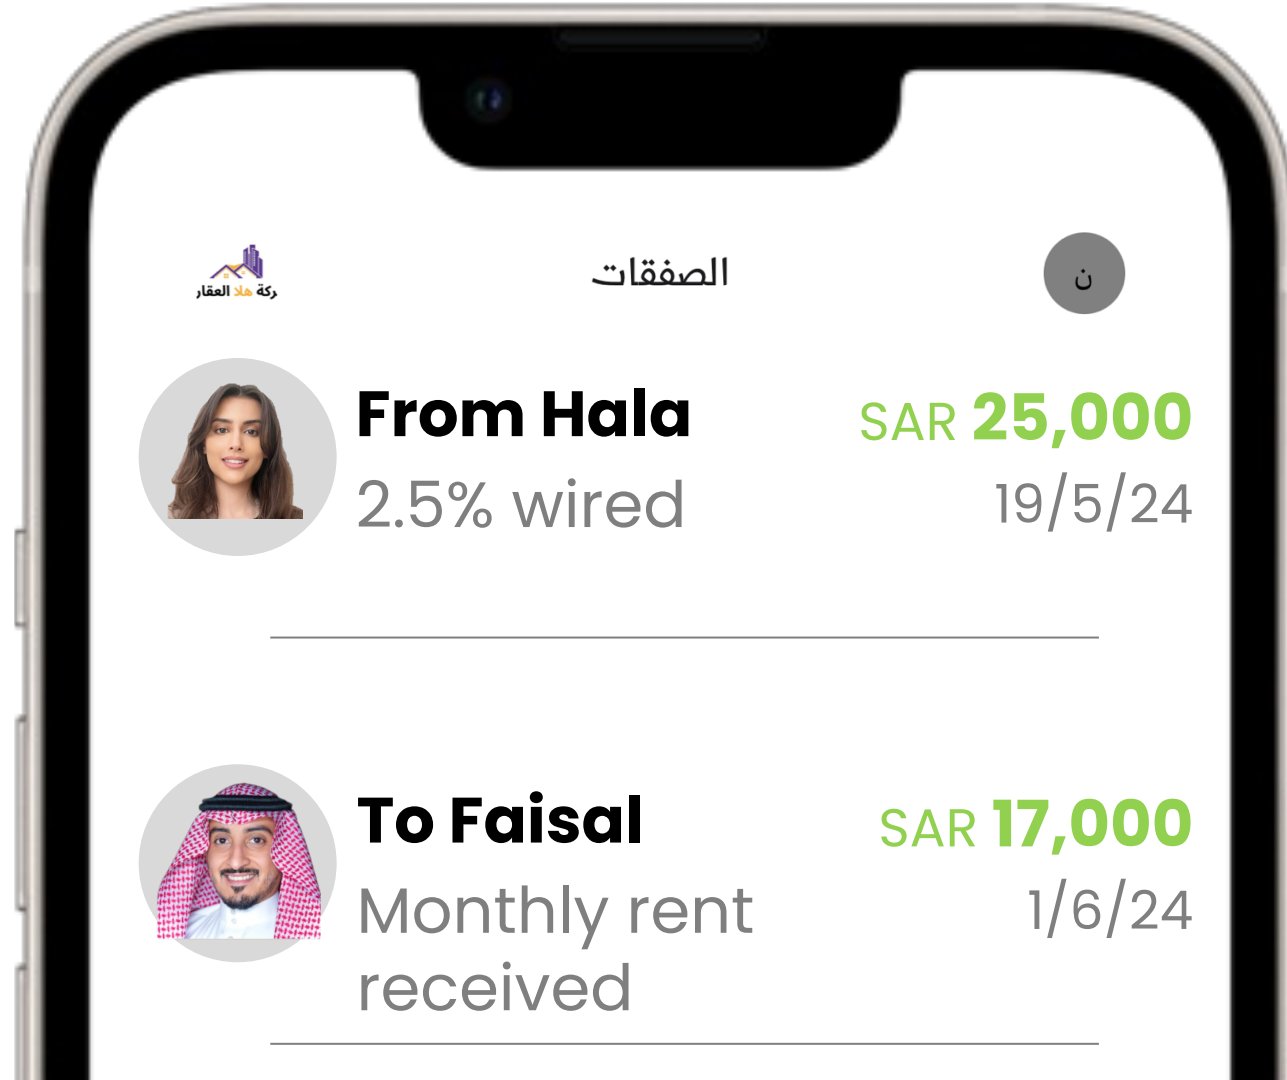 ركة هلا العقار
الصفقات
ن
From Hala
SAR 25,000
2.5% wired
19/5/24
To Faisal
SAR 17,000
Monthly rent
received
1/6/24